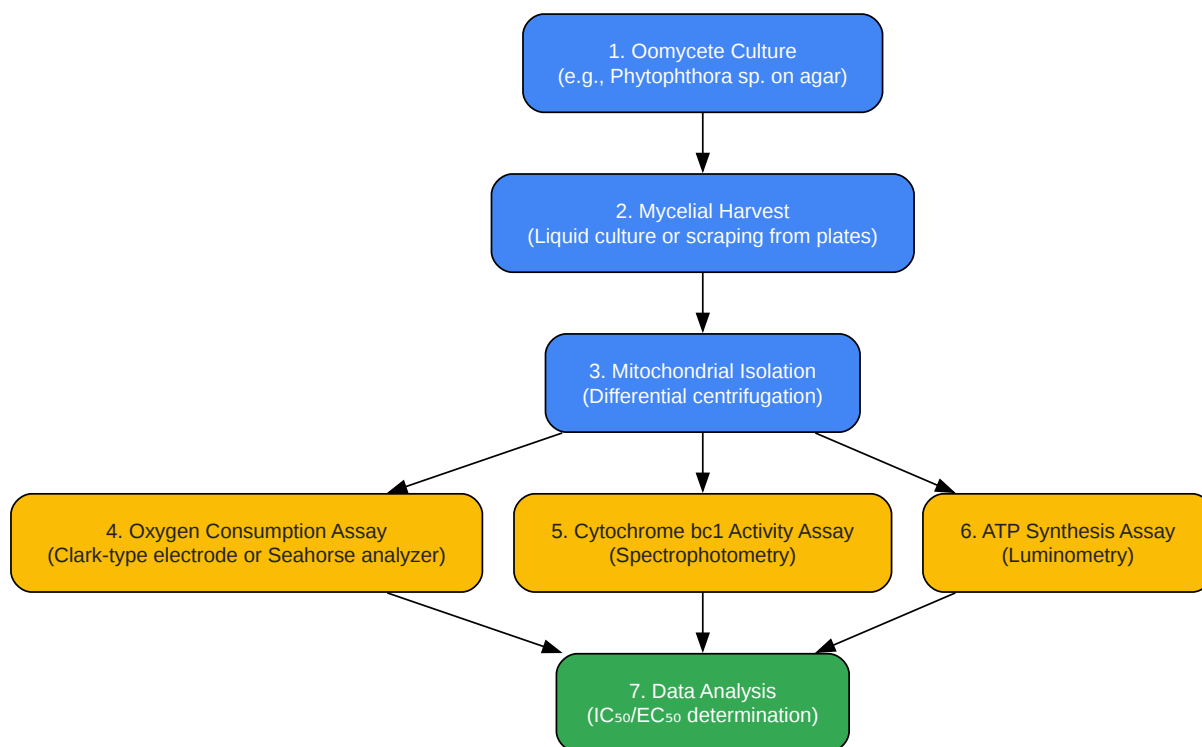 1. Oomycete Culture
(e.g., Phytophthora sp. on agar)
2. Mycelial Harvest
(Liquid culture or scraping from plates)
3. Mitochondrial Isolation
(Differential centrifugation)
4. Oxygen Consumption Assay
(Clark-type electrode or Seahorse analyzer)
5. Cytochrome bc1 Activity Assay
(Spectrophotometry)
6. ATP Synthesis Assay
(Luminometry)
7. Data Analysis
(IC₅₀/EC₅₀ determination)